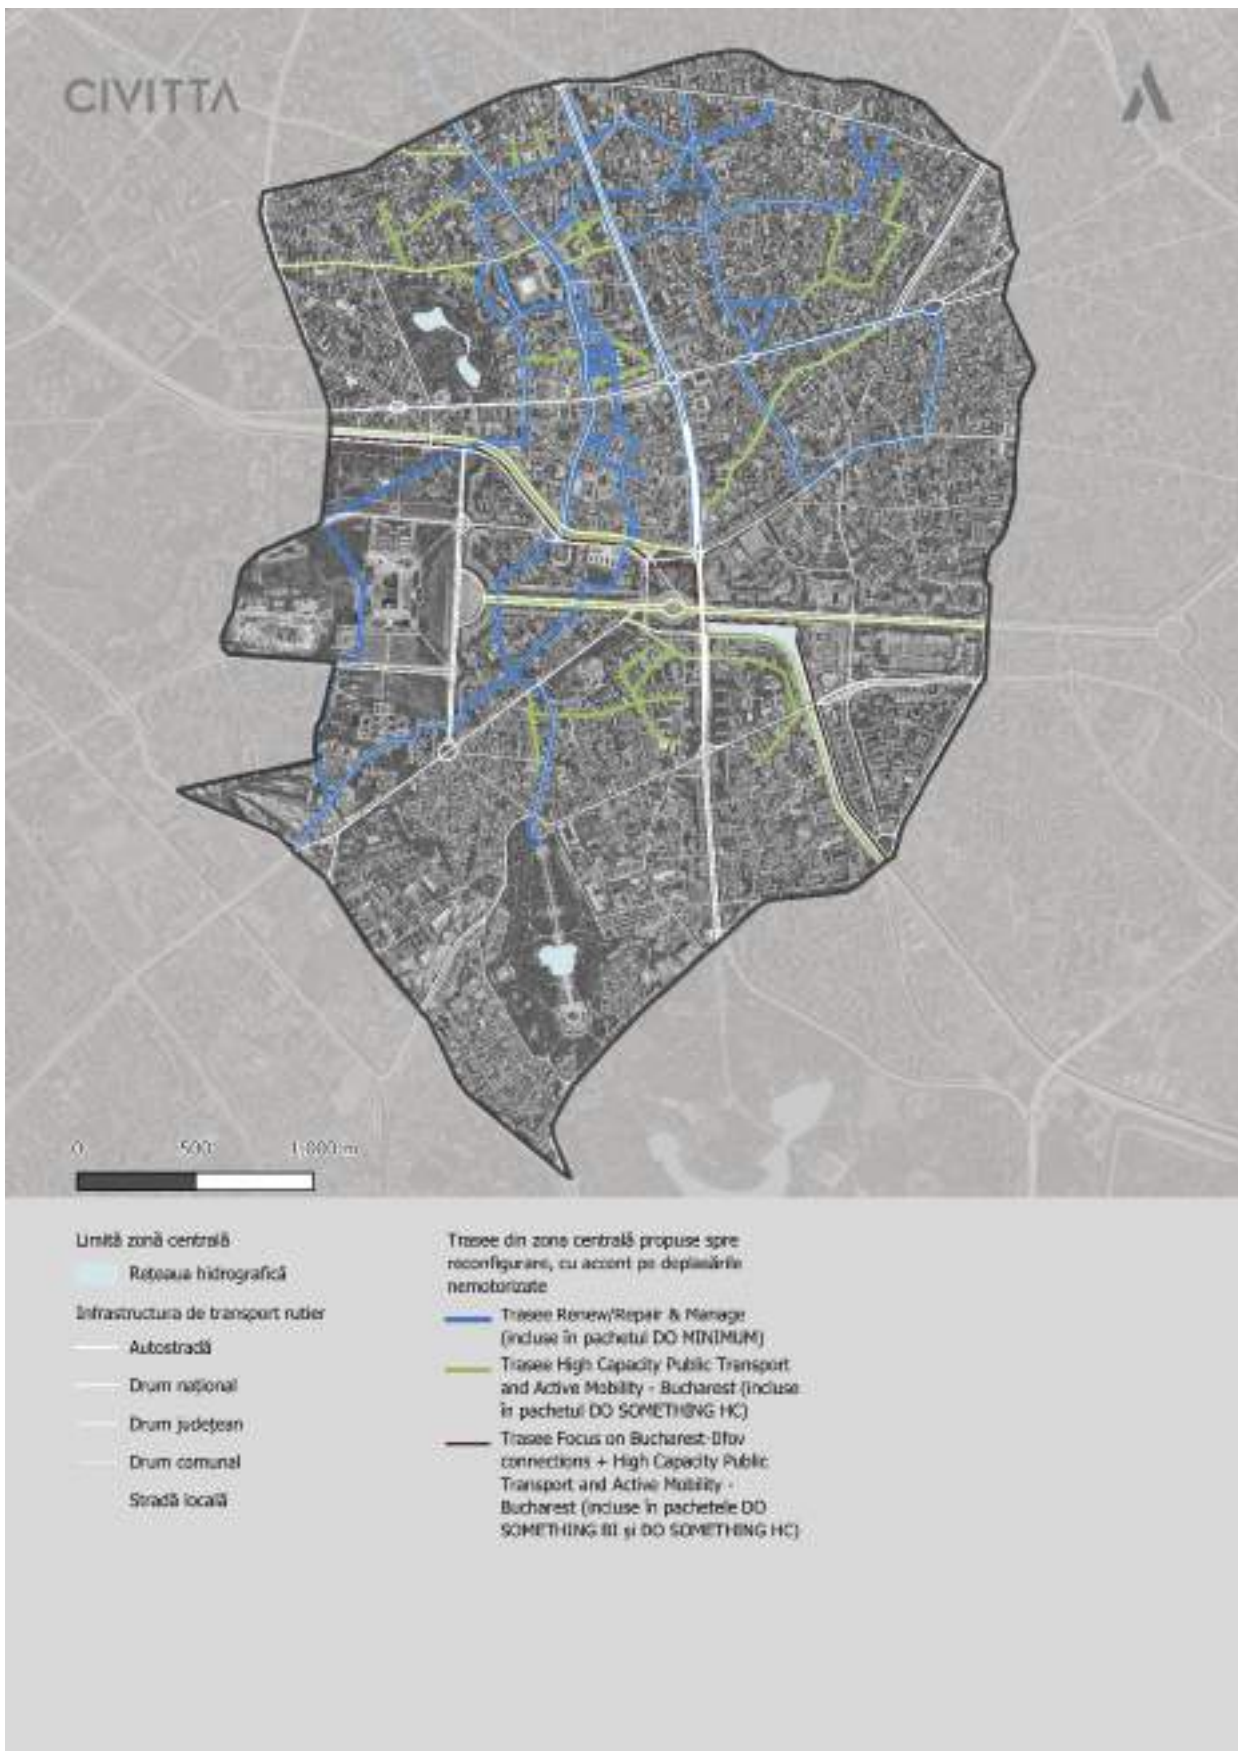 CIVITTA
0 500 1.000 m
Limită zonă centrală
Rețeaua hidrografică
Infrastructura de transport rutier
Autostradă
Drum național
Drum județean
Drum comunal
Stradă locală
Trasee din zona centrală propuse spre
reconfigurare, cu accent pe deplasările
nemotorizate
Trasee Renew/Repair & Manage
(incluse în pachetul DO MINIMUM)
Trasee High Capacity Public Transport
and Active Mobility - Bucharest (incluse
în pachetul DO SOMETHING HC)
Trasee Focus on Bucharest-Ilfov
connections + High Capacity Public
Transport and Active Mobility -
Bucharest (incluse în pachetele DO
SOMETHING BI și DO SOMETHING HC)